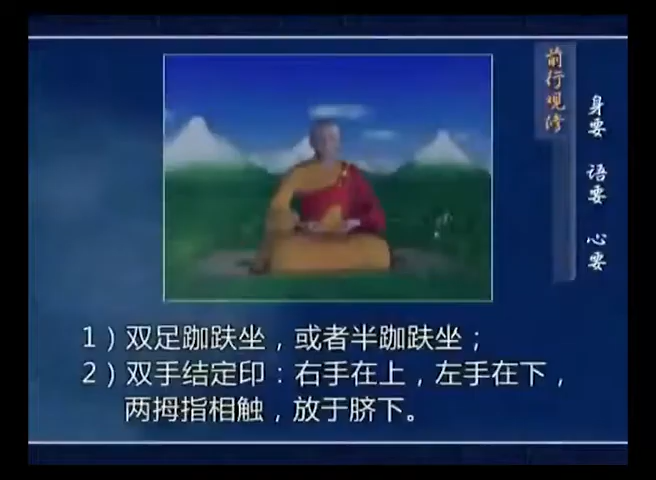 前行观修
身要 语要 心要
1）双足跏趺坐，或者半跏趺坐；
2）双手结定印：右手在上，左手在下，
两拇指相触，放于脐下。